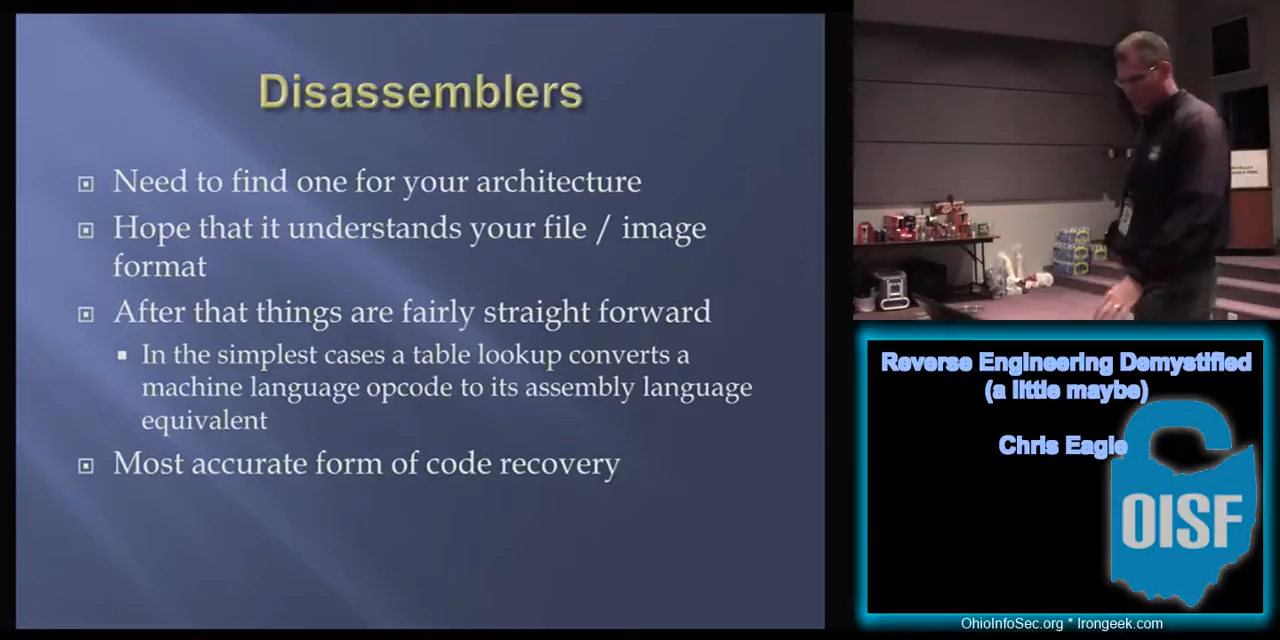 Disassemblers
Need to find one for your architecture
Hope that it understands your file / image
format
After that things are fairly straight forward
In the simplest cases a table lookup converts a
machine language opcode to its assembly language
equivalent
Most accurate form of code recovery
Reverse Engineering Demystified
(a little maybe)
Chris Eagle
OISF
OhioInfoSec.org * Irongeek.com